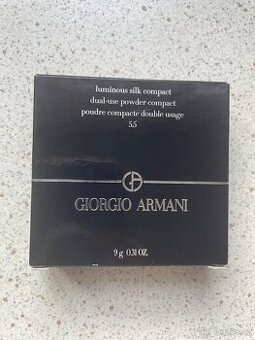 luminous silk compact
dual-use powder compact
poudre compacte double usage
5.5
GIORGIO ARMANI
9 g 0.31 OZ.